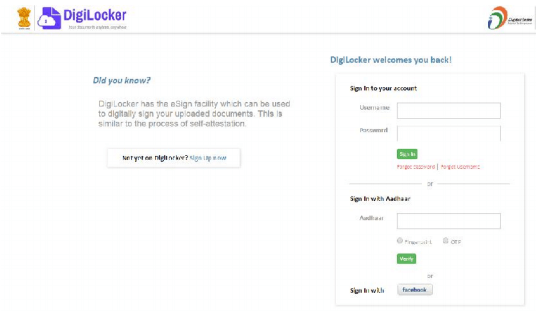 DigiLocker
Your documents anytime, anywhere
DigiLocker welcomes you back!
Did you know?
DigiLocker has the eSign facility which can be used
to digitally sign your uploaded documents. This is
similar to the process of self-attestation.
Not yet on DigiLocker? Sign Up now
Sign In to your account
Username
Password
Sign In
Forgot password | Forgot username
or
Sign In with Aadhaar
Aadhaar
OTP
Verify
or
Sign In with Facebook